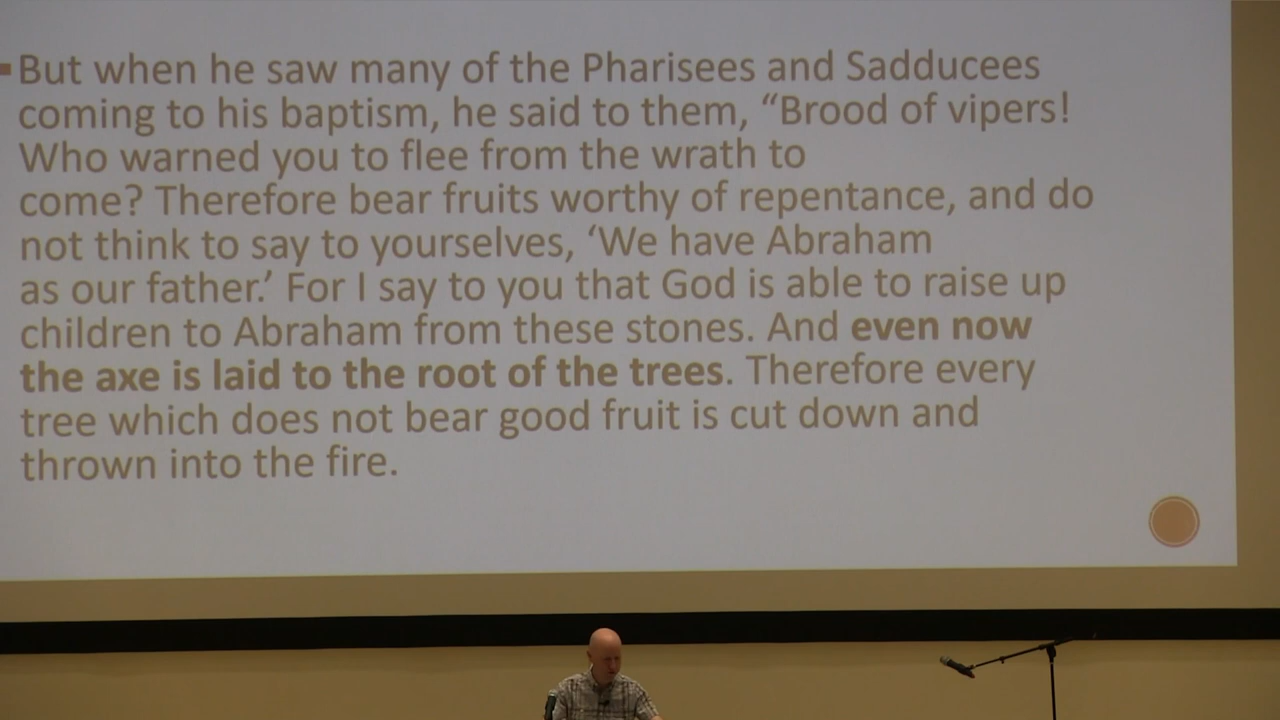 But when he saw many of the Pharisees and Sadducees
coming to his baptism, he said to them, “Brood of vipers!
Who warned you to flee from the wrath to
come? Therefore bear fruits worthy of repentance, and do
not think to say to yourselves, ‘We have Abraham
as our father.’ For I say to you that God is able to raise up
children to Abraham from these stones. And even now
the axe is laid to the root of the trees. Therefore every
tree which does not bear good fruit is cut down and
thrown into the fire.